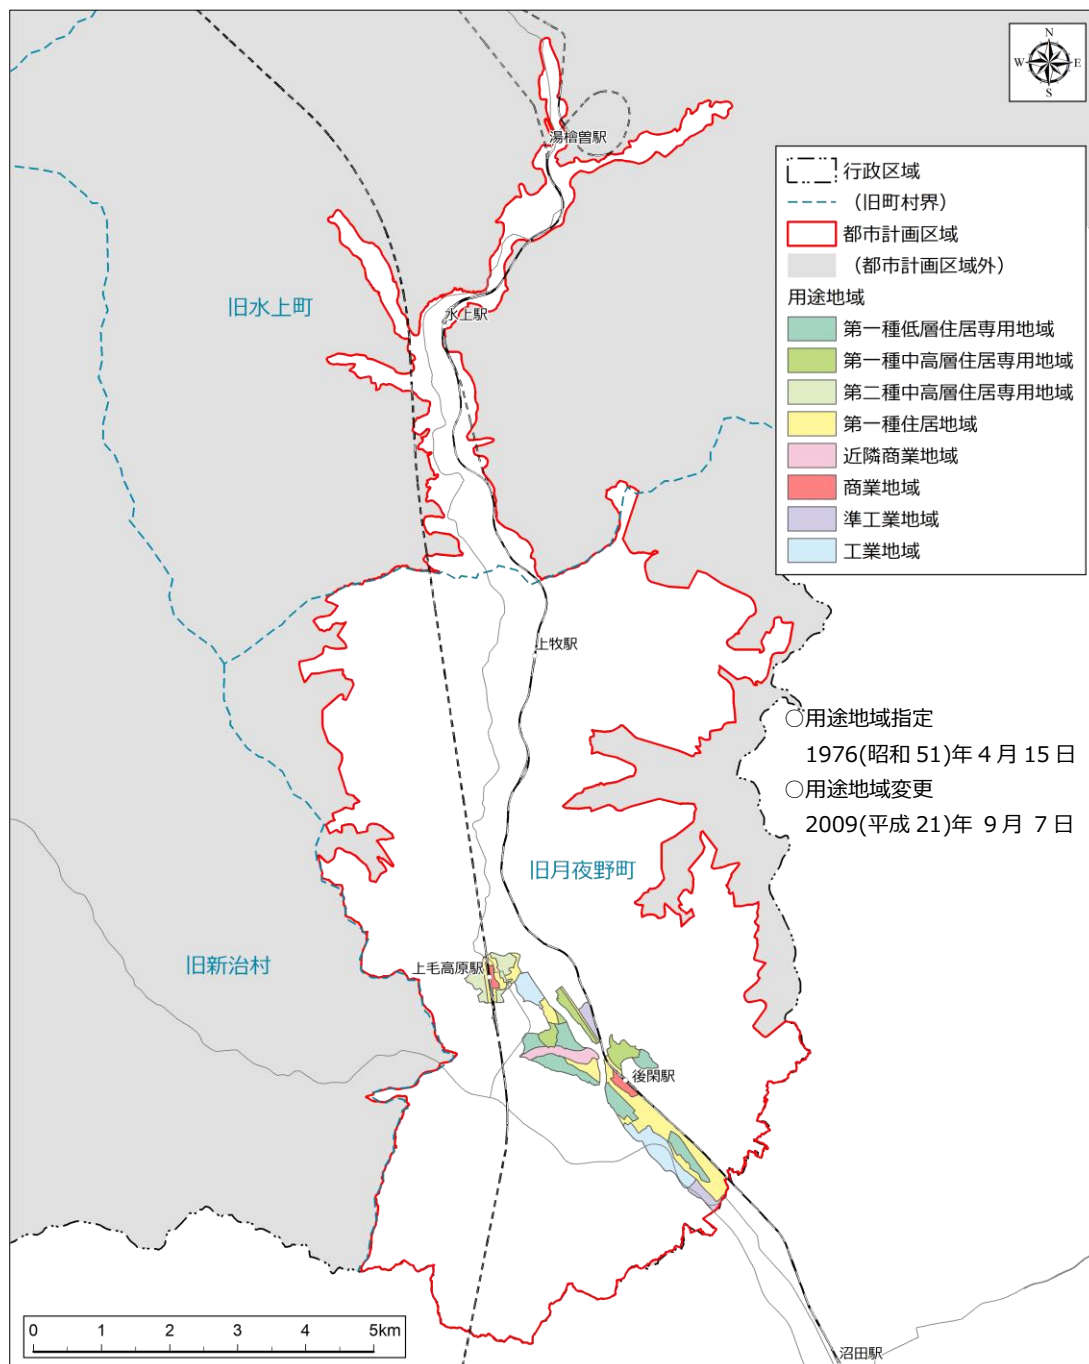 N
W E
S
湯檜曽駅
行政区域
（旧町村界）
都市計画区域
（都市計画区域外）
用途地域
第一種低層住居専用地域
第一種中高層住居専用地域
第二種中高層住居専用地域
第一種住居地域
近隣商業地域
商業地域
準工業地域
工業地域
旧水上町
水上駅
上牧駅
○用途地域指定
1976(昭和 51)年 4 月 15 日
○用途地域変更
2009(平成 21)年 9 月 7 日
旧月夜野町
旧新治村
上毛高原駅
後閑駅
0 1 2 3 4 5km
沼田駅